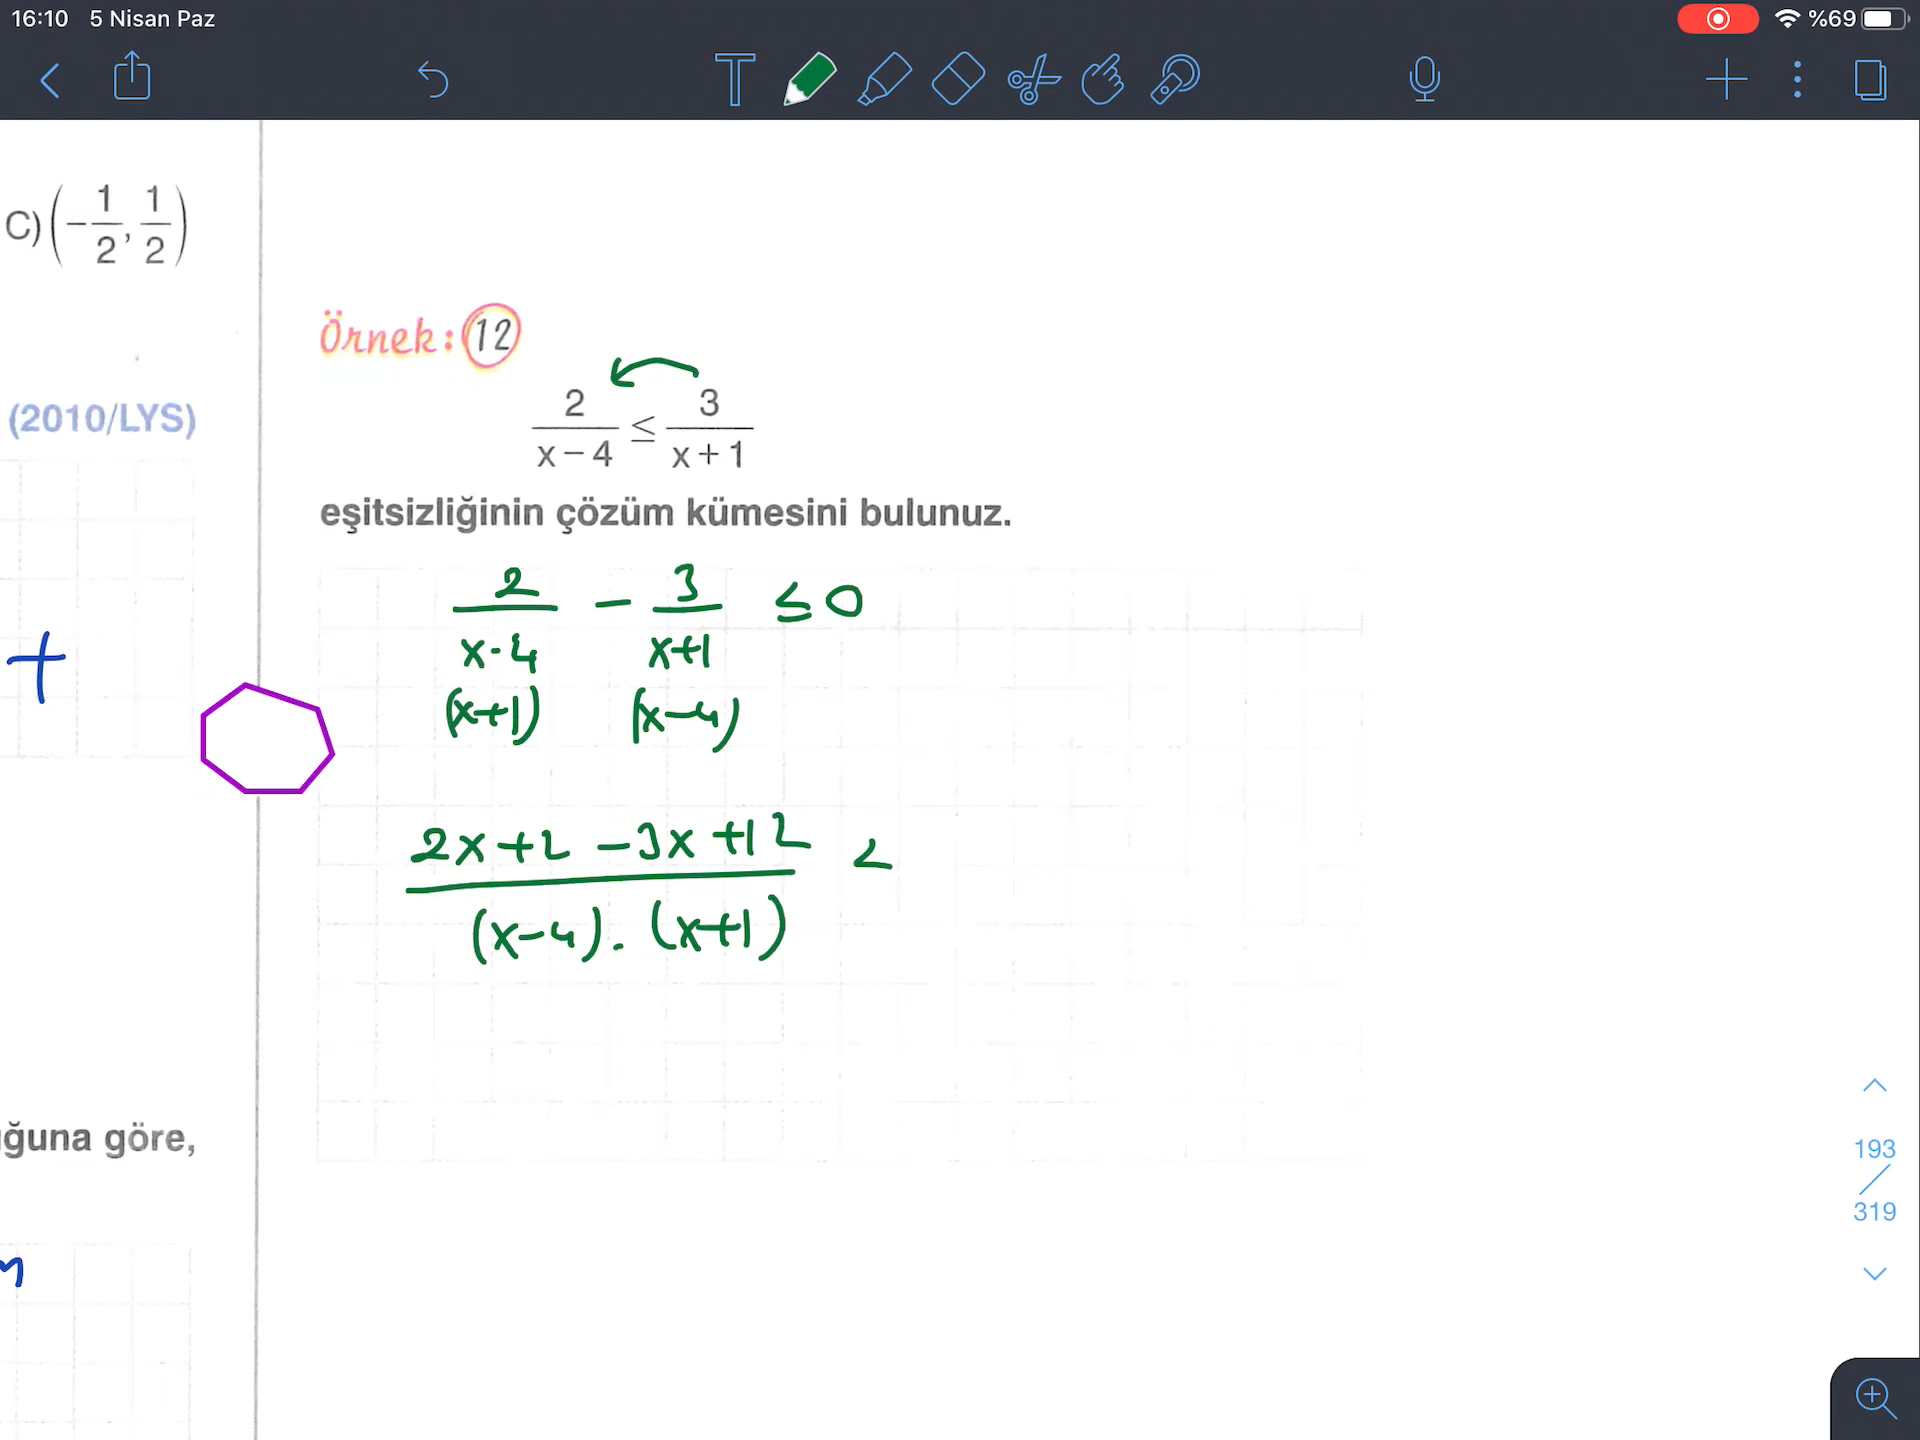 16:10 5 Nisan Paz %69
C) (-1/2, 1/2)
(2010/LYS)
+
ğuna göre,
Örnek: 12
2/(x-4) ≤ 3/(x+1)
eşitsizliğinin çözüm kümesini bulunuz.
2/(x-4) - 3/(x+1) ≤ 0
(x+1) (x-4)
2x+2 -3x+12 <
(x-4).(x+1)
193
319